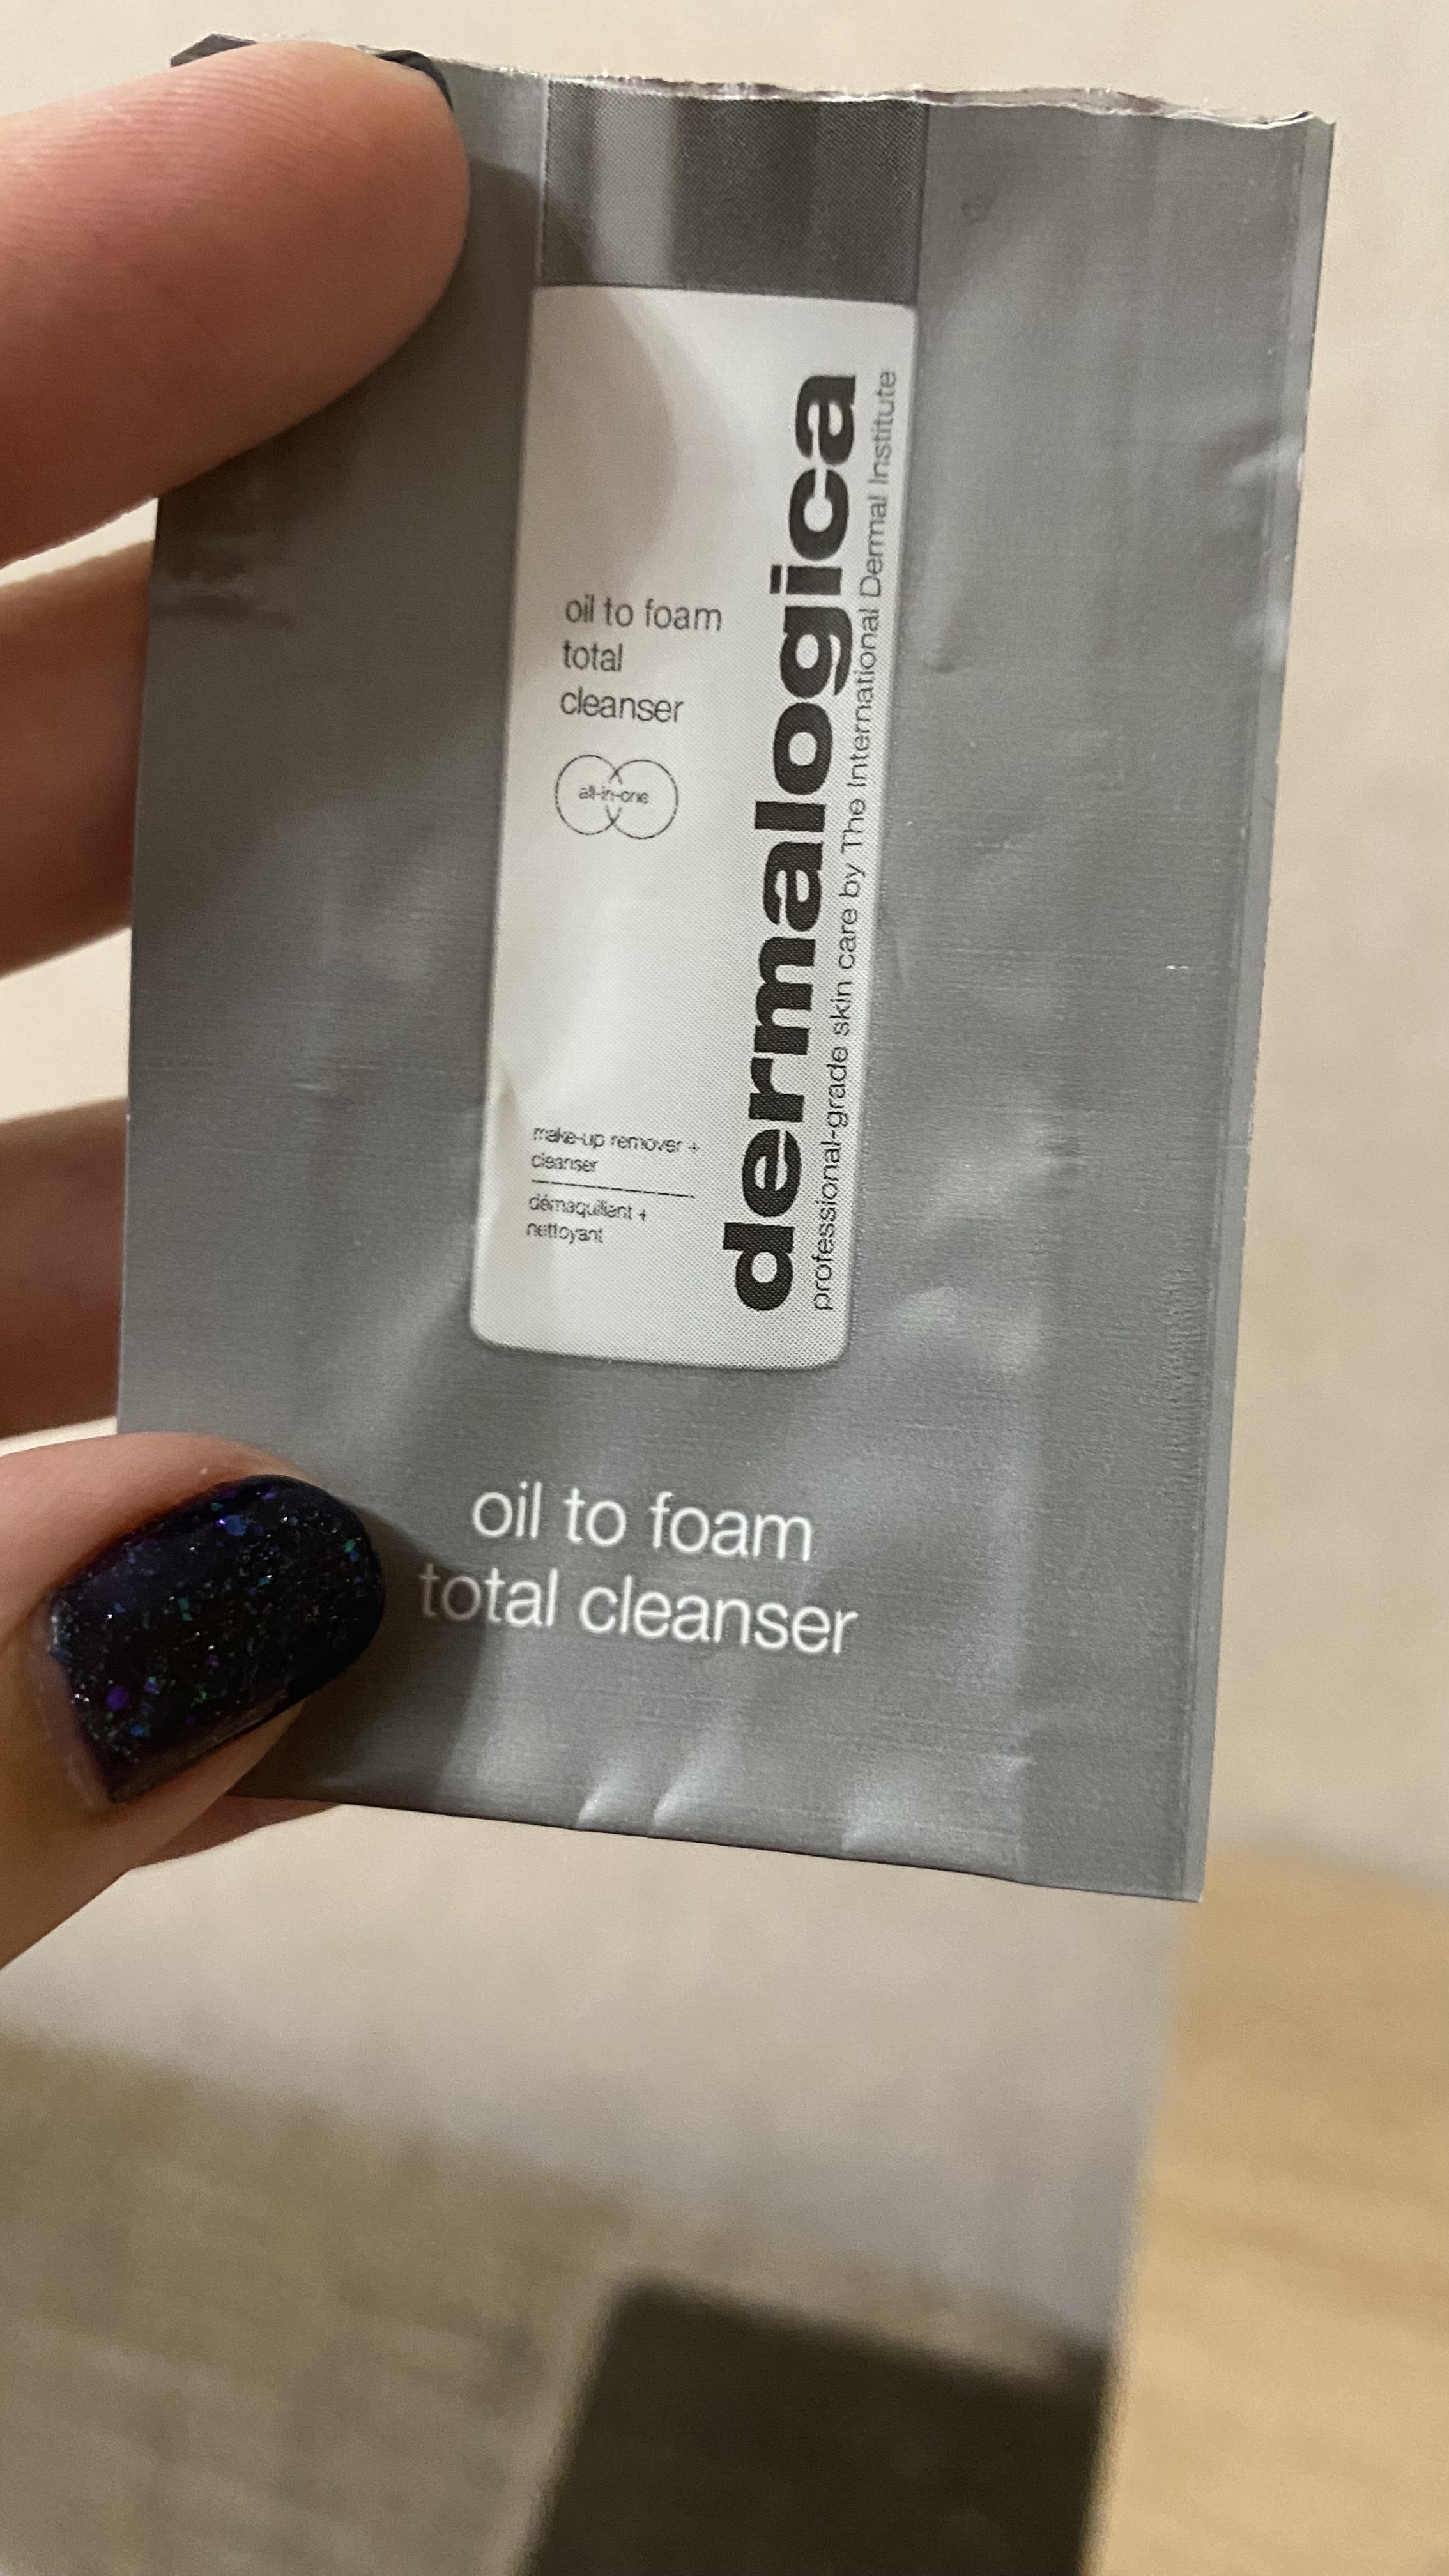 oil to foam
total
cleanser
all-in-one
make-up remover +
cleanser
démaquillant +
nettoyant
dermalogica
professional-grade skin care by The International Dermal Institute
oil to foam
total cleanser